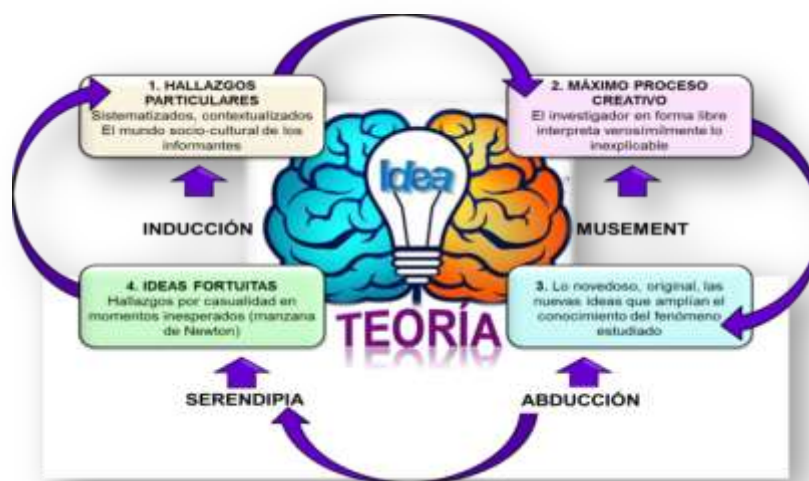 1. HALLAZGOS
PARTICULARES
Sistematizados, contextualizados
El mundo socio-cultural de los
informantes
2. MÁXIMO PROCESO
CREATIVO
El investigador en forma libre
interpreta verosímilmente lo
inexplicable
Idea
INDUCCIÓN
MUSEMENT
4. IDEAS FORTUITAS
Hallazgos por casualidad en
momentos inesperados (manzana
de Newton)
3. Lo novedoso, original, las
nuevas ideas que amplían el
conocimiento del fenómeno
estudiado
TEORÍA
SERENDIPIA
ABDUCCIÓN